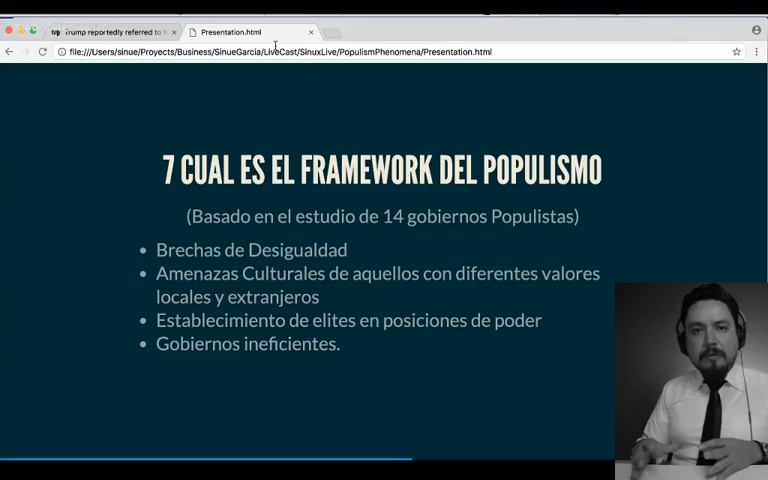 Trump reportedly referred to
Presentation.html
file:///Users/sinue/Proyects/Business/SinueGarcia/LiveCast/SinuxLive/PopulismPhenomena/Presentation.html
7 CUAL ES EL FRAMEWORK DEL POPULISMO
(Basado en el estudio de 14 gobiernos Populistas)
Brechas de Desigualdad
Amenazas Culturales de aquellos con diferentes valores
locales y extranjeros
Establecimiento de elites en posiciones de poder
Gobiernos ineficientes.